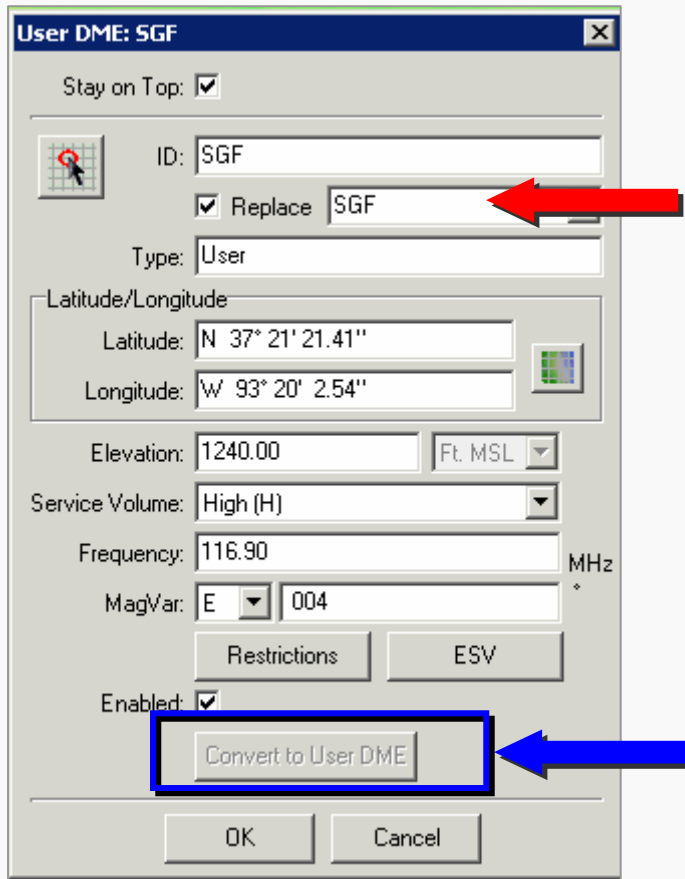 User DME: SGF
Stay on Top:
ID: SGF
Replace SGF
Type: User
Latitude/Longitude
Latitude: N 37° 21' 21.41"
Longitude: W 93° 20' 2.54"
Elevation: 1240.00 Ft. MSL
Service Volume: High (H)
Frequency: 116.90 MHz
MagVar: E 004 °
Restrictions ESV
Enabled:
Convert to User DME
OK Cancel